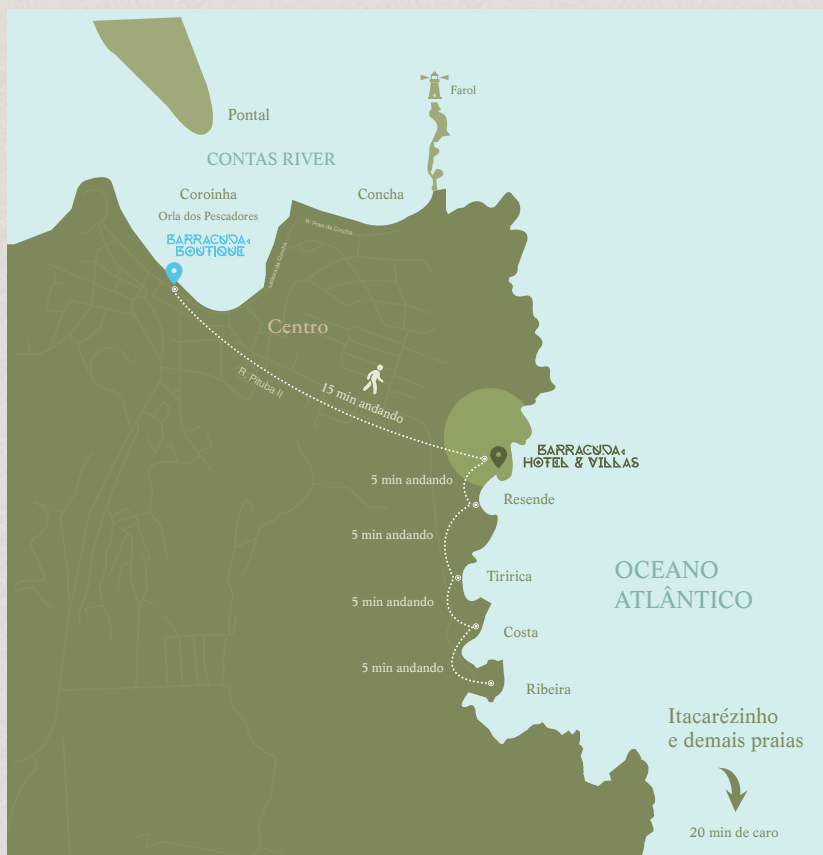 Farol
Pontal
CONTAS RIVER
Coroinha
Concha
Orla dos Pescadores
BARRACUDA
BOUTIQUE
R. Praia da Concha
Ladeira da Concha
Centro
R. Pituba II
15 min andando
BARRACUDA
HOTEL & VILLAS
5 min andando
Resende
5 min andando
OCEANO
ATLÂNTICO
Tiririca
5 min andando
Costa
5 min andando
Ribeira
Itacarézinho
e demais praias
20 min de caro